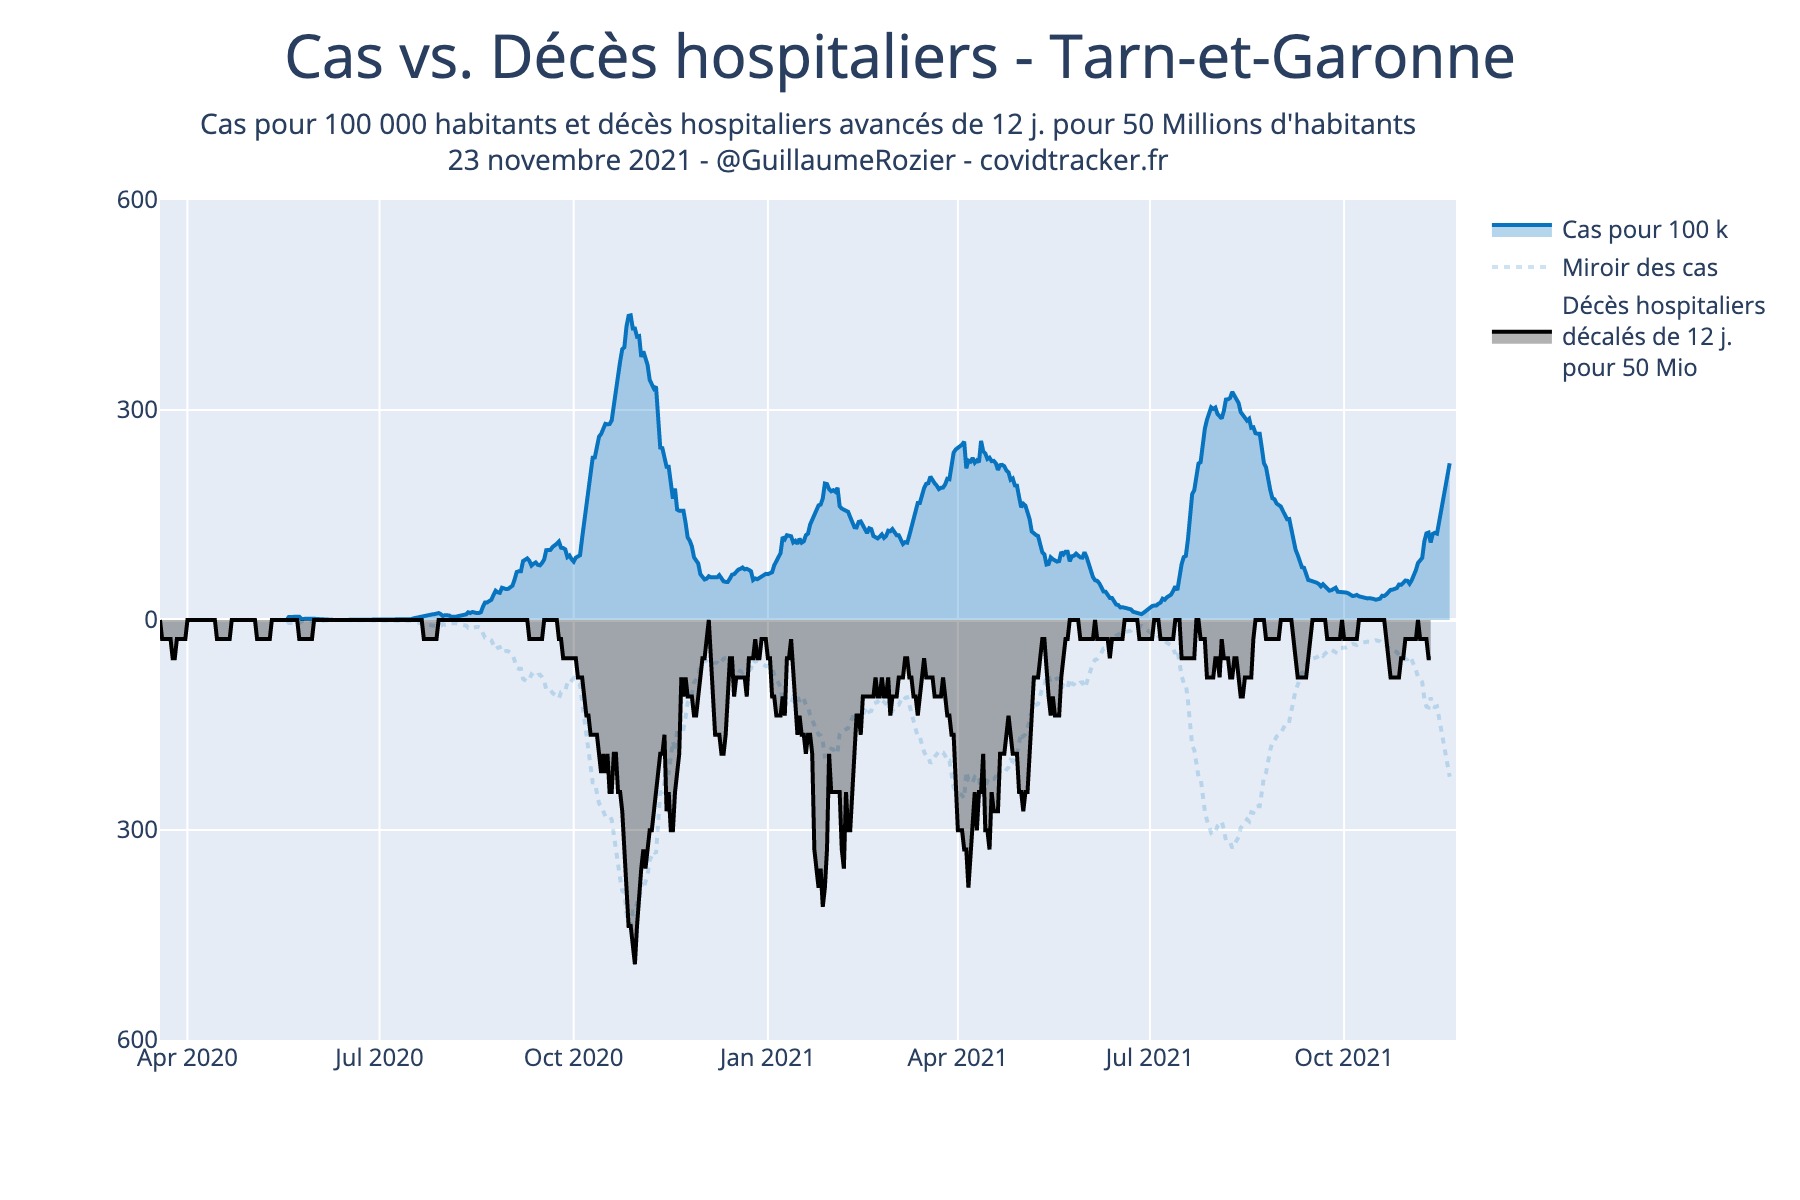 Cas vs. Décès hospitaliers - Tarn-et-Garonne
Cas pour 100 000 habitants et décès hospitaliers avancés de 12 j. pour 50 Millions d'habitants
23 novembre 2021 - @GuillaumeRozier - covidtracker.fr
600
300
0
300
600
Apr 2020
Jul 2020
Oct 2020
Jan 2021
Apr 2021
Jul 2021
Oct 2021
Cas pour 100 k
Miroir des cas
Décès hospitaliers
décalés de 12 j.
pour 50 Mio